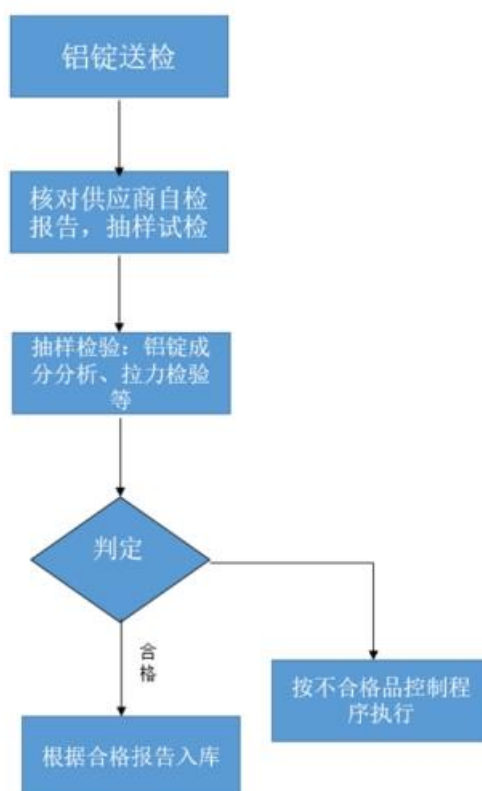 铝锭送检
核对供应商自检
报告，抽样试检
抽样检验：铝锭成
分分析、拉力检验
等
判定
合
格
按不合格品控制程
序执行
根据合格报告入库